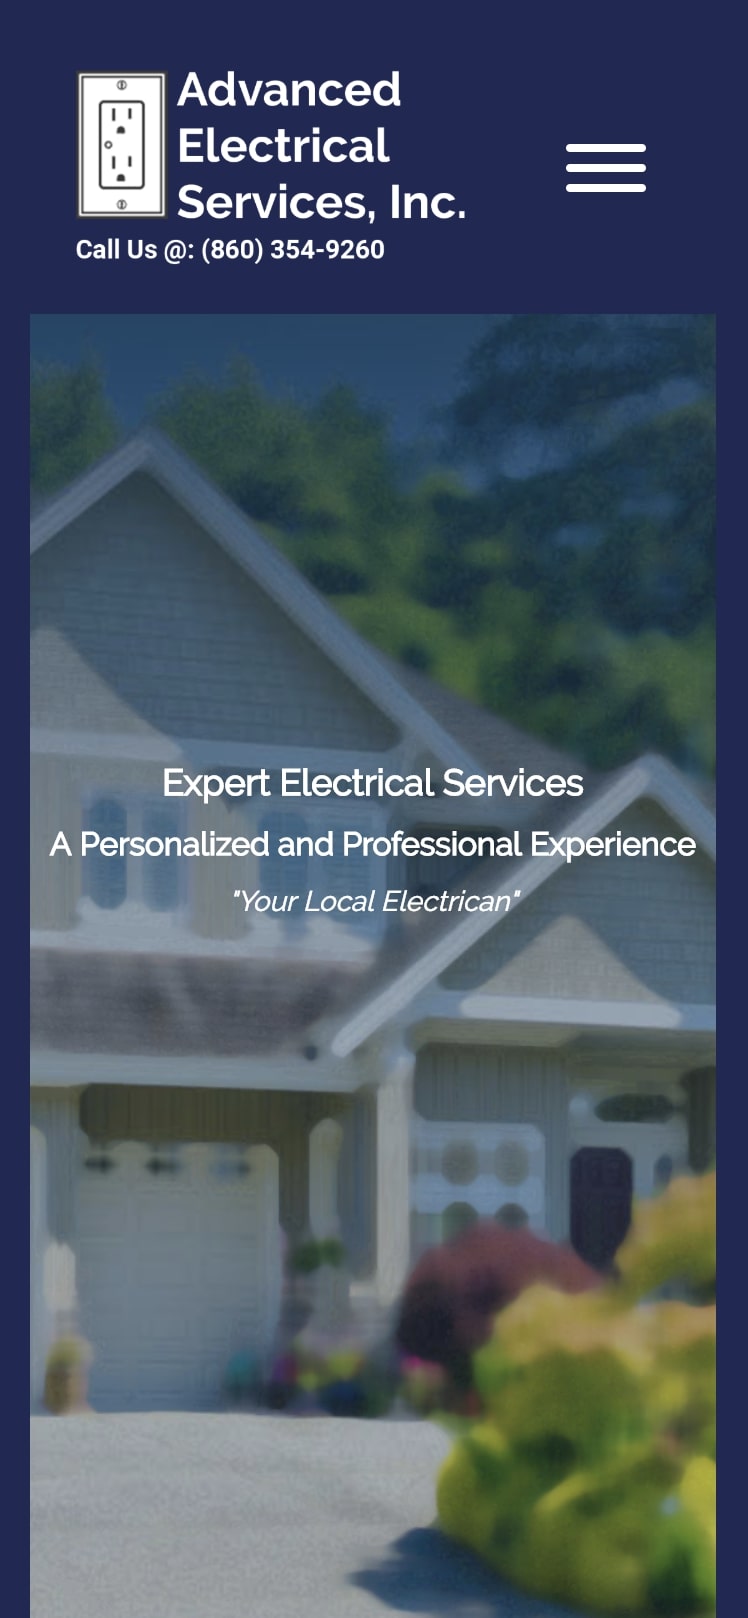 Advanced
Electrical
Services, Inc.
Call Us @: (860) 354-9260
Expert Electrical Services
A Personalized and Professional Experience
"Your Local Electrican"